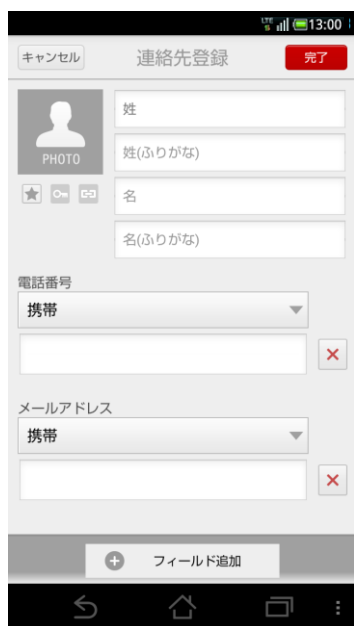 LTE 13:00
キャンセル 連絡先登録 完了
PHOTO
姓
姓(ふりがな)
名
名(ふりがな)
電話番号
携帯
メールアドレス
携帯
フィールド追加